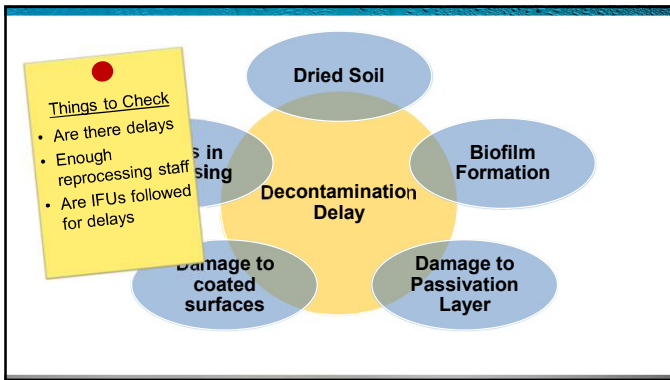 Things to Check
• Are there delays
• Enough
reprocessing staff
• Are IFUs followed
for delays
Dried Soil
s in
sing
Biofilm
Formation
Decontamination
Delay
Damage to
coated
surfaces
Damage to
Passivation
Layer